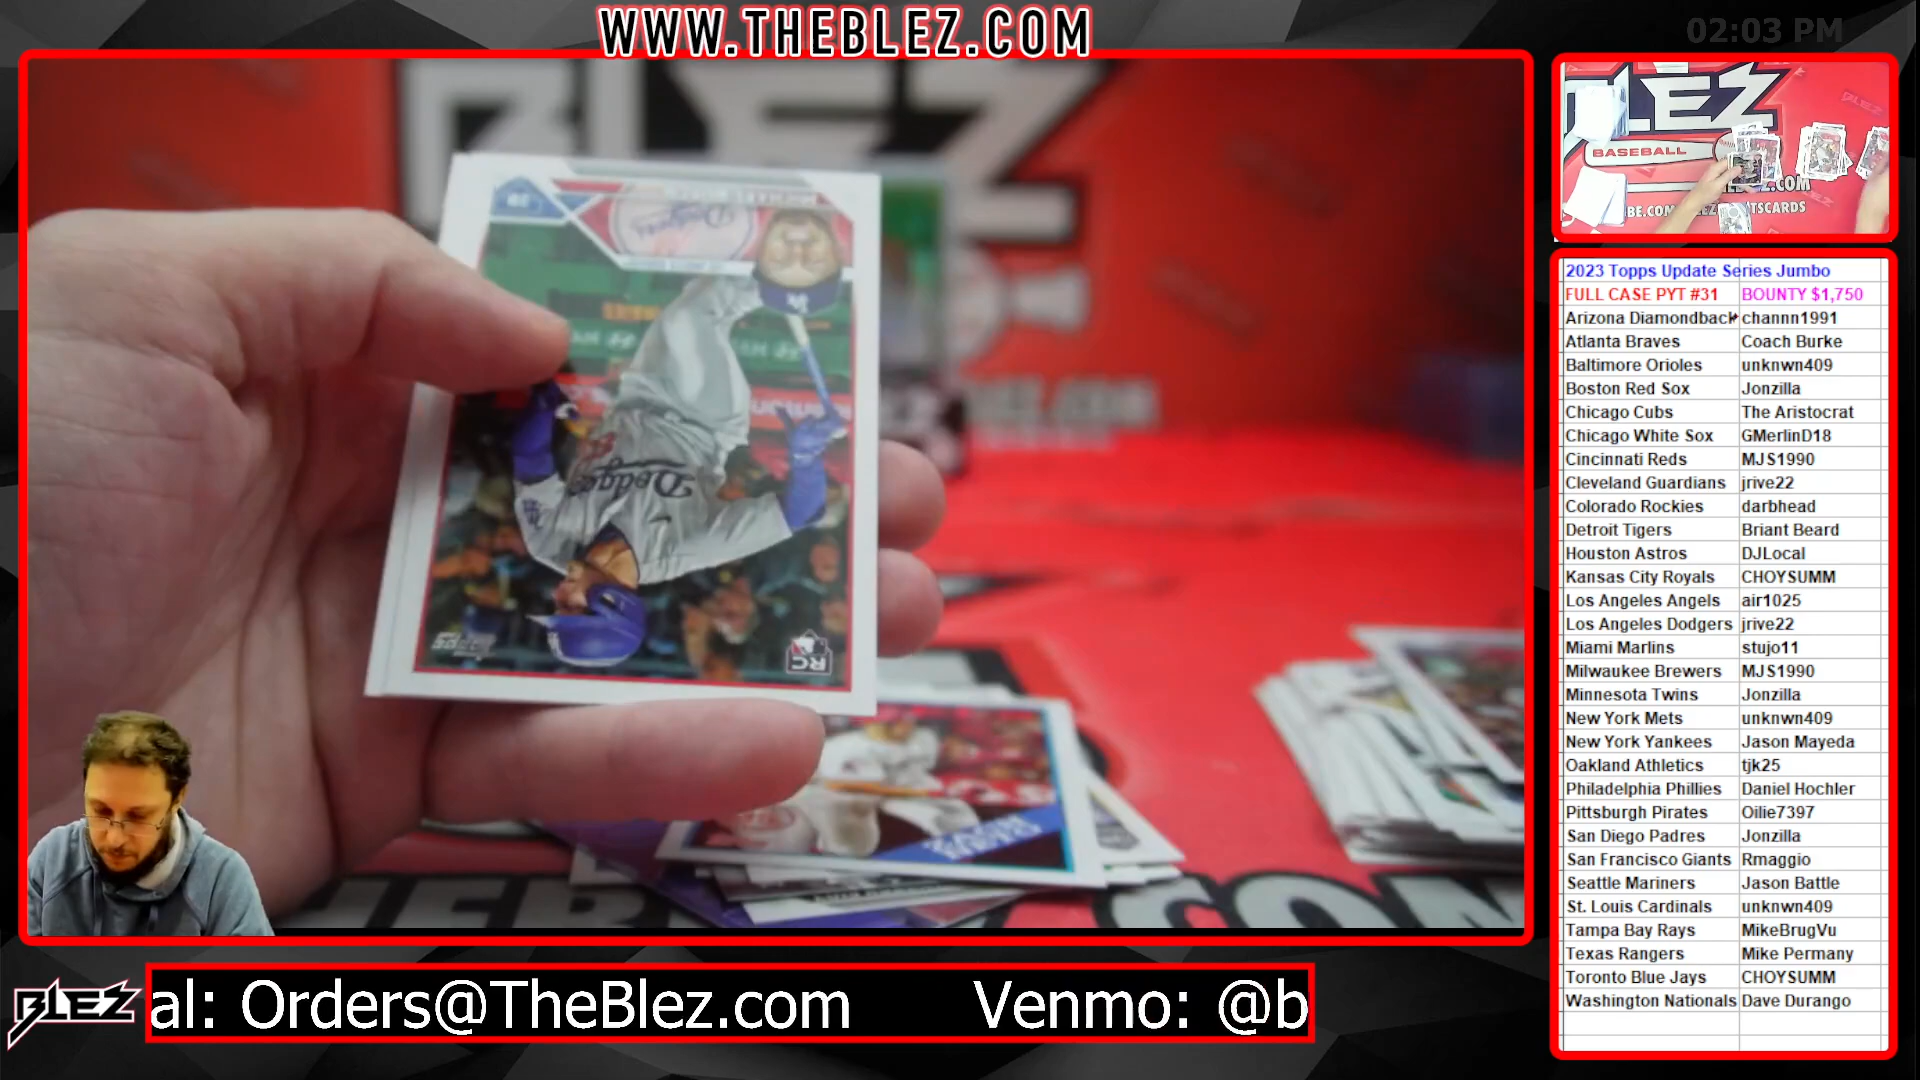 WWW.THEBLEZ.COM
02:03 PM
BLEZ
Dodgers
Dodgers
RC
BLEZ
BASEBALL
2023 Topps Update Series Jumbo
FULL CASE PYT #31 BOUNTY $1,750
Arizona Diamondback channn1991
Atlanta Braves Coach Burke
Baltimore Orioles unknwn409
Boston Red Sox Jonzilla
Chicago Cubs The Aristocrat
Chicago White Sox GMerlinD18
Cincinnati Reds MJS1990
Cleveland Guardians jrive22
Colorado Rockies darbhead
Detroit Tigers Briant Beard
Houston Astros DJLocal
Kansas City Royals CHOYSUMM
Los Angeles Angels air1025
Los Angeles Dodgers jrive22
Miami Marlins stujo11
Milwaukee Brewers MJS1990
Minnesota Twins Jonzilla
New York Mets unknwn409
New York Yankees Jason Mayeda
Oakland Athletics tjk25
Philadelphia Phillies Daniel Hochler
Pittsburgh Pirates Oilie7397
San Diego Padres Jonzilla
San Francisco Giants Rmaggio
Seattle Mariners Jason Battle
St. Louis Cardinals unknwn409
Tampa Bay Rays MikeBrugVu
Texas Rangers Mike Permany
Toronto Blue Jays CHOYSUMM
Washington Nationals Dave Durango
BLEZ
al: Orders@TheBlez.com Venmo: @b